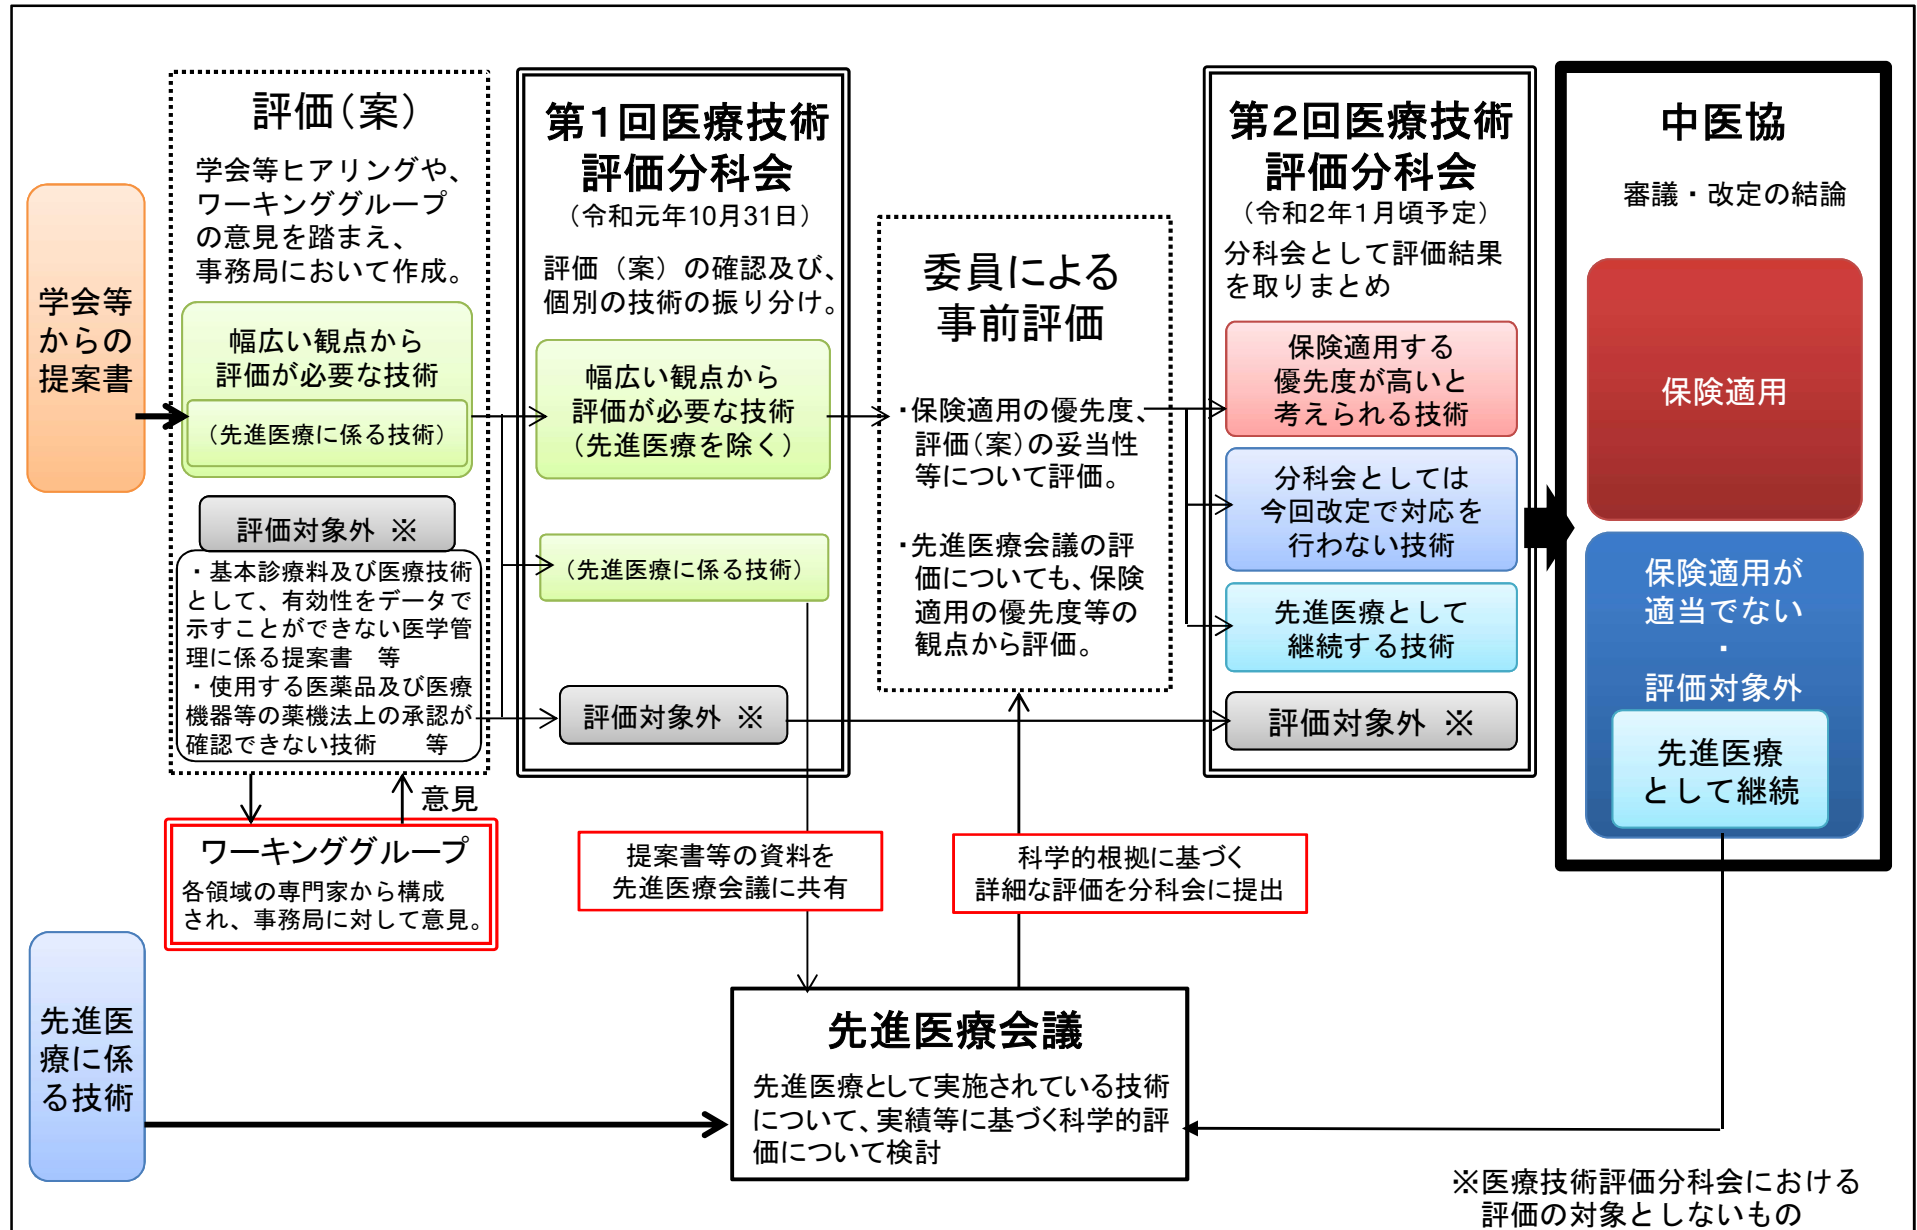 学会等
からの
提案書
評価(案)
学会等ヒアリングや、
ワーキンググループ
の意見を踏まえ、
事務局において作成。
幅広い観点から
評価が必要な技術
(先進医療に係る技術)
評価対象外 ※
・基本診療料及び医療技術
として、有効性をデータで
示すことができない医学管
理に係る提案書　等
・使用する医薬品及び医療
機器等の薬機法上の承認が
確認できない技術　　等
意見
ワーキンググループ
各領域の専門家から構成
され、事務局に対して意見。
第1回医療技術
評価分科会
（令和元年10月31日）
評価（案）の確認及び、
個別の技術の振り分け。
幅広い観点から
評価が必要な技術
（先進医療を除く）
（先進医療に係る技術）
評価対象外 ※
提案書等の資料を
先進医療会議に共有
委員による
事前評価
・保険適用の優先度、
評価(案)の妥当性
等について評価。
・先進医療会議の評
価についても、保険
適用の優先度等の
観点から評価。
科学的根拠に基づく
詳細な評価を分科会に提出
第2回医療技術
評価分科会
（令和2年1月頃予定）
分科会として評価結果
を取りまとめ
保険適用する
優先度が高いと
考えられる技術
分科会としては
今回改定で対応を
行わない技術
先進医療として
継続する技術
評価対象外 ※
中医協
審議・改定の結論
保険適用
保険適用が
適当でない
・
評価対象外
先進医療
として継続
先進医
療に係
る技術
先進医療会議
先進医療として実施されている技術
について、実績等に基づく科学的評
価について検討
※医療技術評価分科会における
評価の対象としないもの